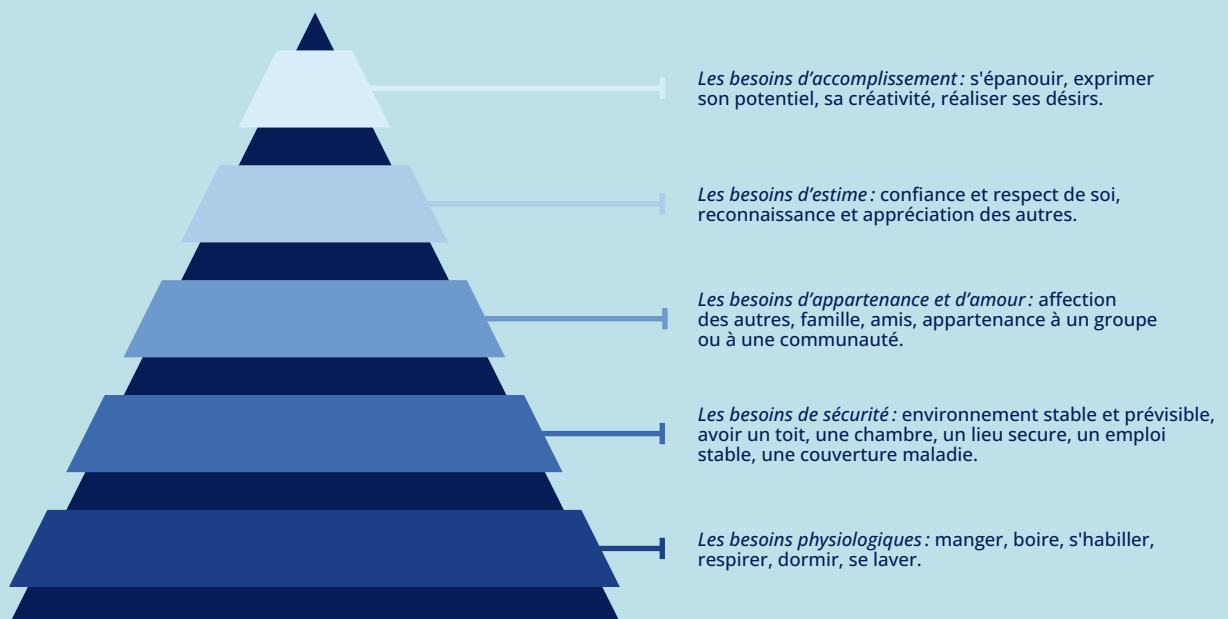 Les besoins d’accomplissement : s'épanouir, exprimer
son potentiel, sa créativité, réaliser ses désirs.
Les besoins d’estime : confiance et respect de soi,
reconnaissance et appréciation des autres.
Les besoins d’appartenance et d’amour : affection
des autres, famille, amis, appartenance à un groupe
ou à une communauté.
Les besoins de sécurité : environnement stable et prévisible,
avoir un toit, une chambre, un lieu secure, un emploi
stable, une couverture maladie.
Les besoins physiologiques : manger, boire, s'habiller,
respirer, dormir, se laver.